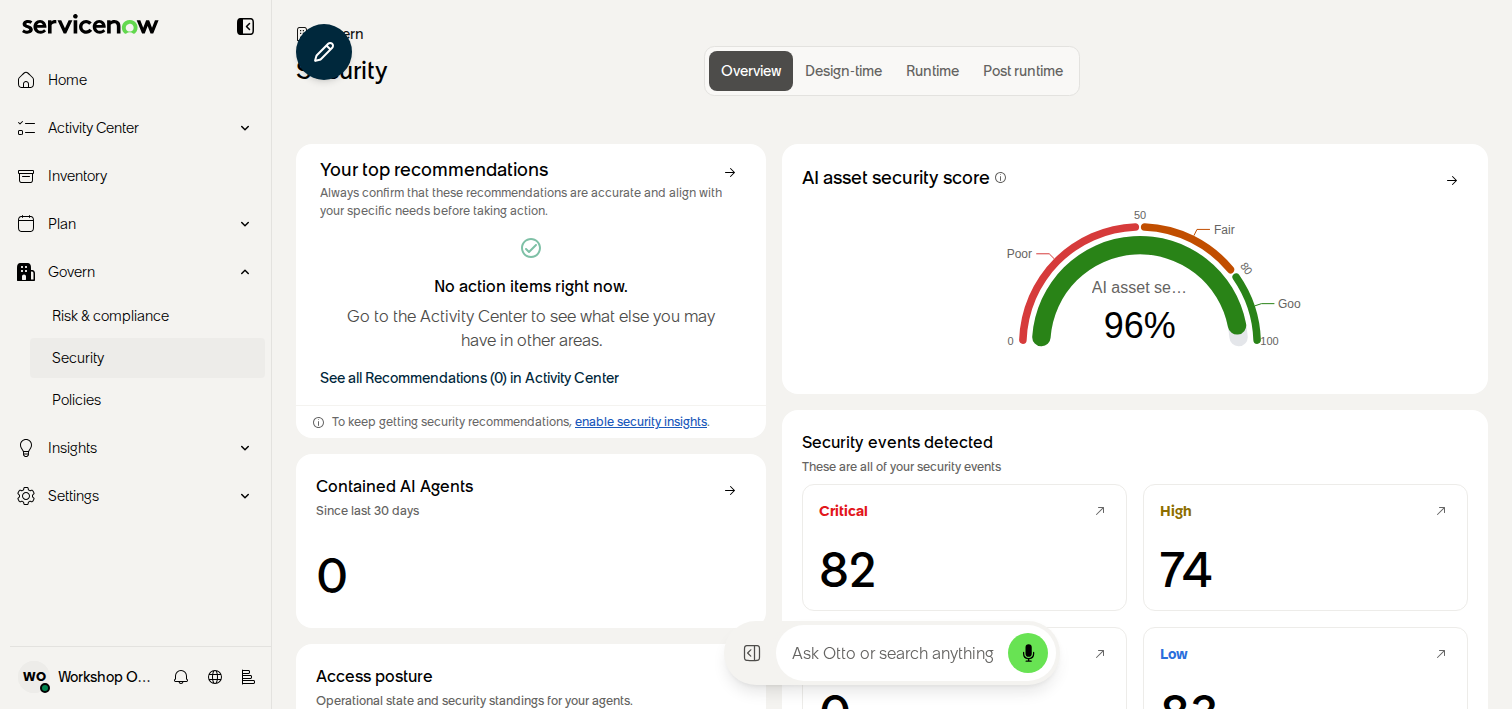 servicenow
Home
Activity Center
Inventory
Plan
Govern
Risk & compliance
Security
Policies
Insights
Settings
WO
Workshop O...
Security
Overview
Design-time
Runtime
Post runtime
Your top recommendations
Always confirm that these recommendations are accurate and align with
your specific needs before taking action.
No action items right now.
Go to the Activity Center to see what else you may
have in other areas.
See all Recommendations (0) in Activity Center
To keep getting security recommendations, enable security insights.
Contained AI Agents
Since last 30 days
0
Access posture
Operational state and security standings for your agents.
AI asset security score
50
Fair
Poor
80
AI asset se...
Goo
96%
0
100
Security events detected
These are all of your security events
Critical
82
High
74
Low
Ask Otto or search anything